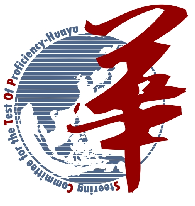 Steering Committee for the Test Of Proficiency-Huayu
華